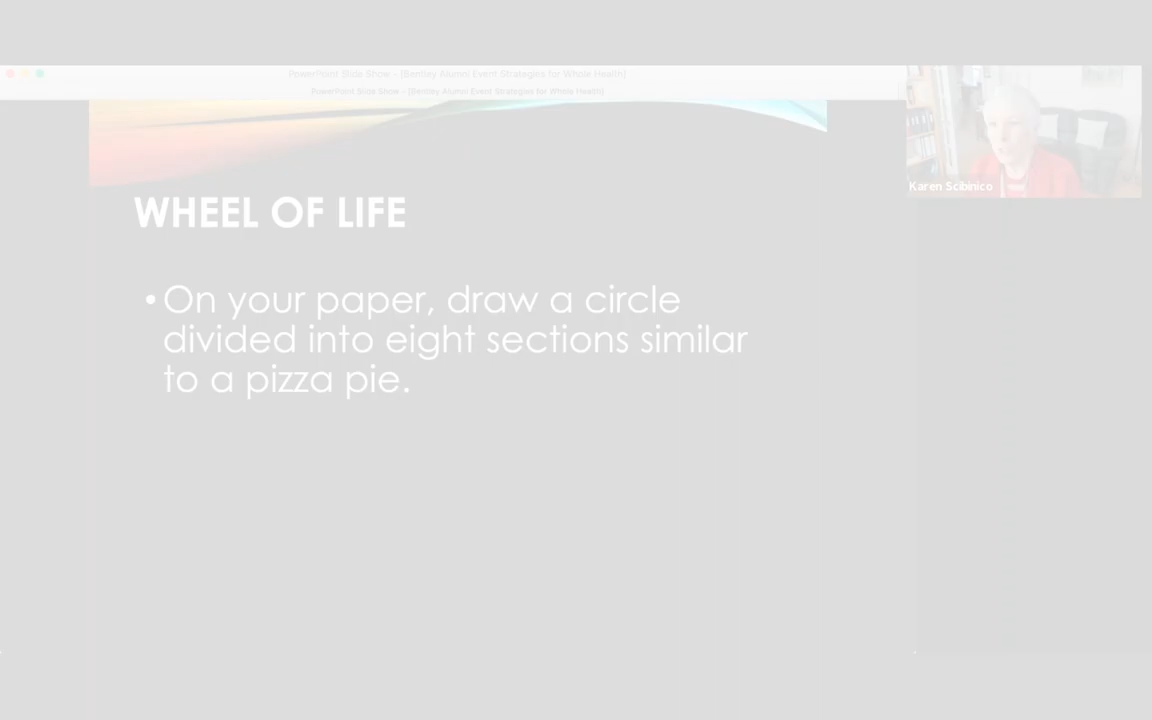 PowerPoint Slide Show - [Bentley Alumni Event Strategies for Whole Health]
PowerPoint Slide Show - [Bentley Alumni Event Strategies for Whole Health]
Karen Scibinico
WHEEL OF LIFE
• On your paper, draw a circle
divided into eight sections similar
to a pizza pie.